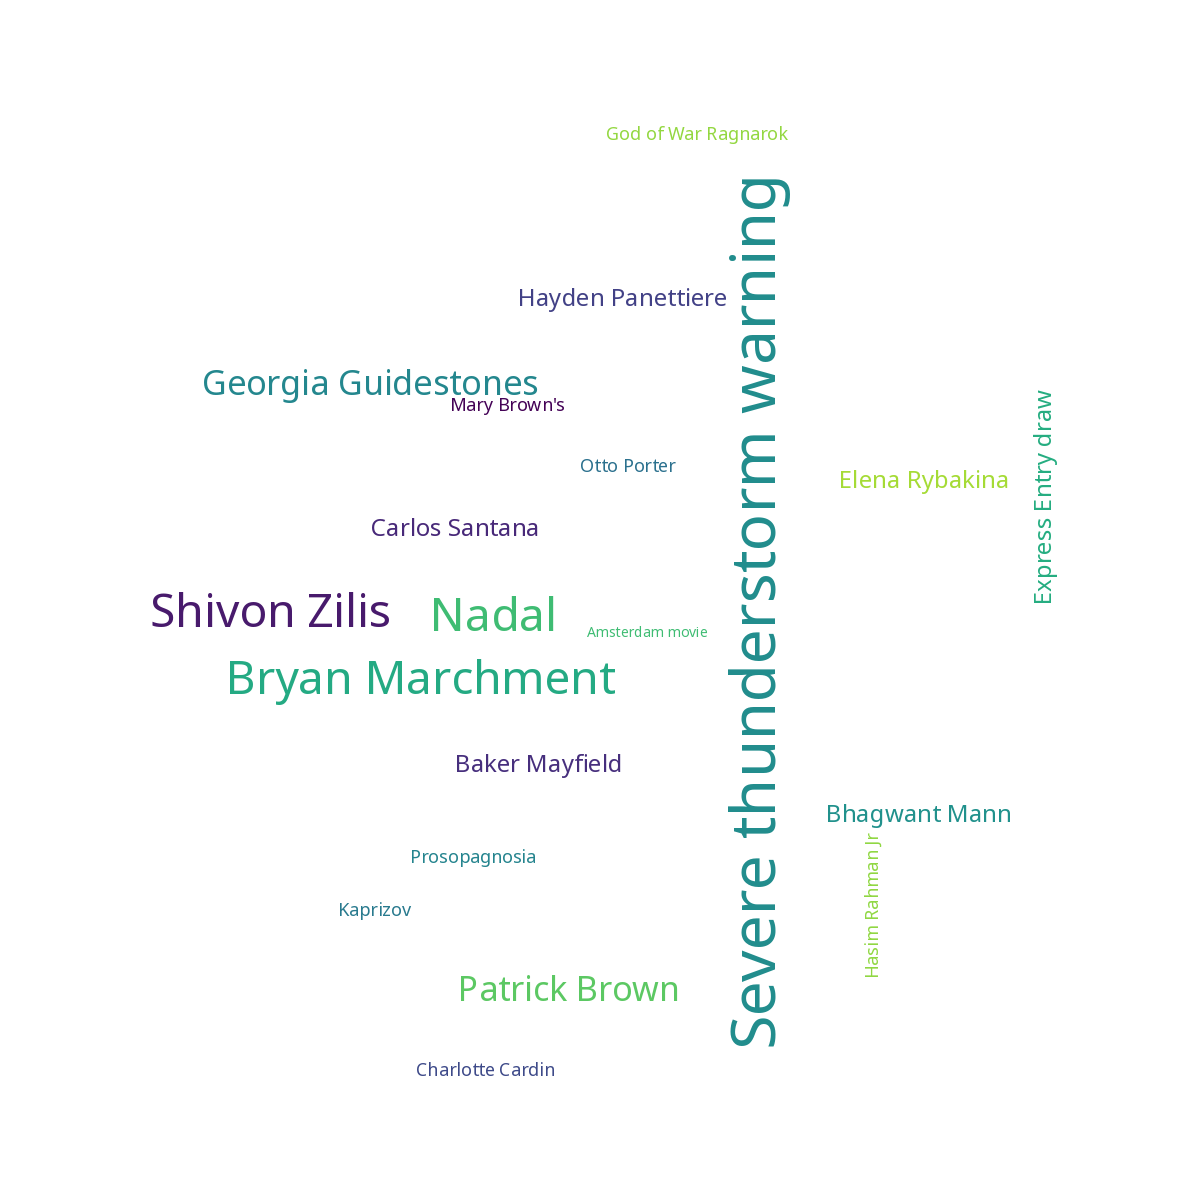 God of War Ragnarok
Severe thunderstorm warning
Hayden Panettiere
Georgia Guidestones
Mary Brown's
Express Entry draw
Otto Porter
Elena Rybakina
Carlos Santana
Shivon Zilis
Nadal
Amsterdam movie
Bryan Marchment
Baker Mayfield
Bhagwant Mann
Hasim Rahman Jr
Prosopagnosia
Kaprizov
Patrick Brown
Charlotte Cardin